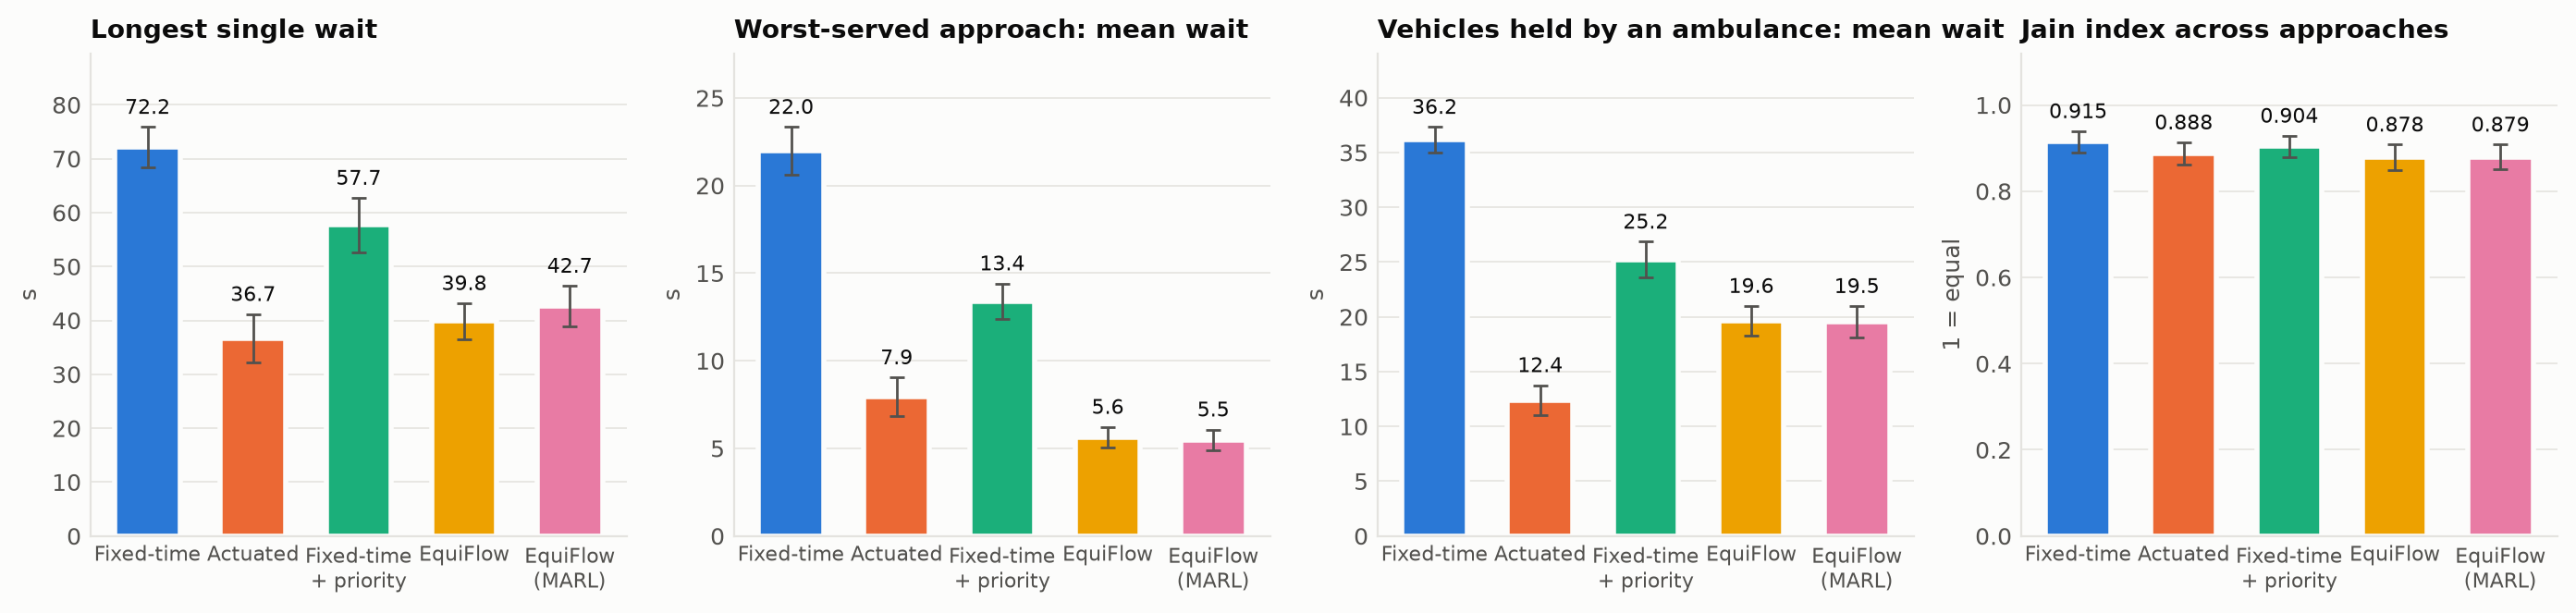 Longest single wait
s
80
70
60
50
40
30
20
10
0
72.2
36.7
57.7
39.8
42.7
Fixed-time
Actuated
Fixed-time
+ priority
EquiFlow
EquiFlow
(MARL)
Worst-served approach: mean wait
s
25
20
15
10
5
0
22.0
7.9
13.4
5.6
5.5
Fixed-time
Actuated
Fixed-time
+ priority
EquiFlow
EquiFlow
(MARL)
Vehicles held by an ambulance: mean wait
s
40
35
30
25
20
15
10
5
0
36.2
12.4
25.2
19.6
19.5
Fixed-time
Actuated
Fixed-time
+ priority
EquiFlow
EquiFlow
(MARL)
Jain index across approaches
1 = equal
1.0
0.8
0.6
0.4
0.2
0.0
0.915
0.888
0.904
0.878
0.879
Fixed-time
Actuated
Fixed-time
+ priority
EquiFlow
EquiFlow
(MARL)